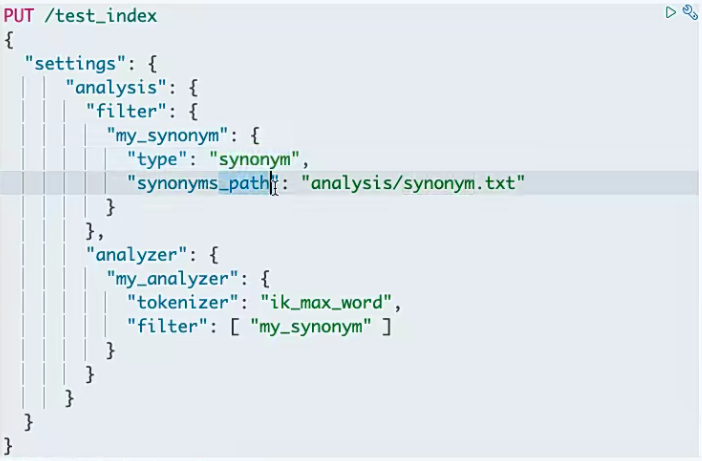 PUT /test_index
{
  "settings": {
    "analysis": {
      "filter": {
        "my_synonym": {
          "type": "synonym",
          "synonyms_path": "analysis/synonym.txt"
        }
      },
      "analyzer": {
        "my_analyzer": {
          "tokenizer": "ik_max_word",
          "filter": [ "my_synonym" ]
        }
      }
    }
  }
}